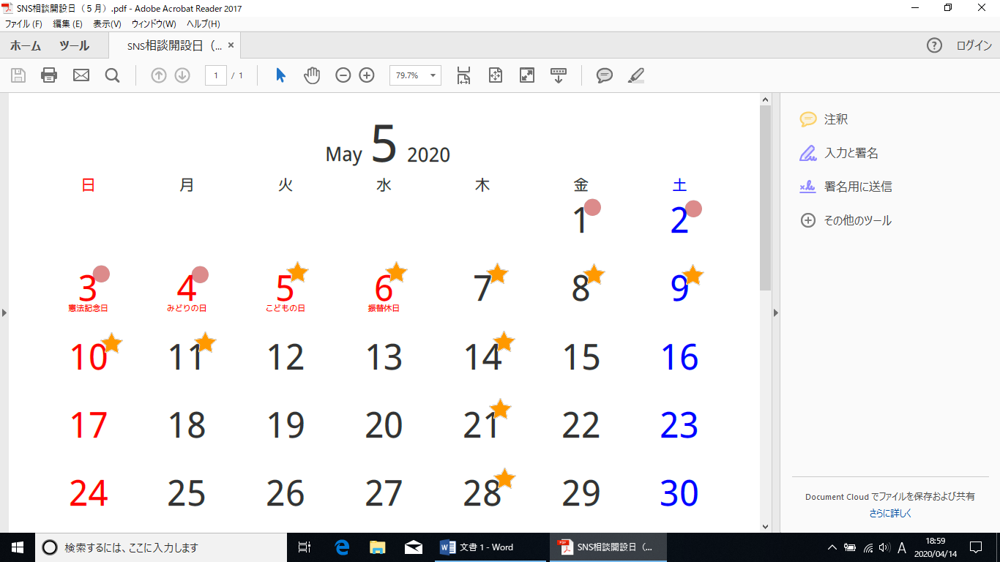 SNS相談開設日（５月）.pdf - Adobe Acrobat Reader 2017
ファイル(F) 編集(E) 表示(V) ウィンドウ(W) ヘルプ(H)
ホーム ツール SNS相談開設日（... × ログイン
1 / 1 79.7%
May 5 2020
日 月 火 水 木 金 土
1 2
3 4 5 6 7 8 9
憲法記念日 みどりの日 こどもの日 振替休日
10 11 12 13 14 15 16
17 18 19 20 21 22 23
24 25 26 27 28 29 30
注釈
入力と署名
署名用に送信
その他のツール
Document Cloud でファイルを保存および共有
さらに詳しく
検索するには、ここに入力します
文書 1 - Word
SNS相談開設日（...
A
18:59
2020/04/14